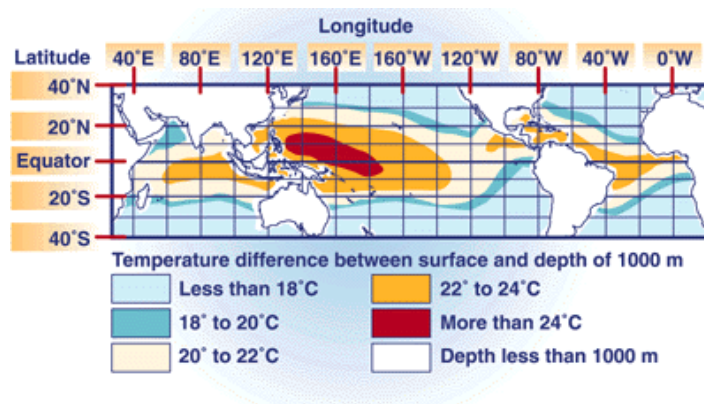 Longitude
Latitude 40˚E 80˚E 120˚E 160˚E 160˚W 120˚W 80˚W 40˚W 0˚W
40˚N
20˚N
Equator
20˚S
40˚S
Temperature difference between surface and depth of 1000 m
Less than 18˚C 22˚ to 24˚C
18˚ to 20˚C More than 24˚C
20˚ to 22˚C Depth less than 1000 m